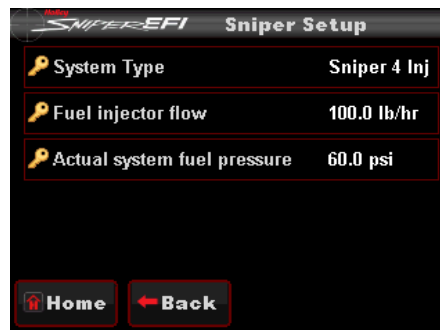 Holley
SNIPER EFI Sniper Setup
System Type Sniper 4 Inj
Fuel injector flow 100.0 lb/hr
Actual system fuel pressure 60.0 psi
Home Back